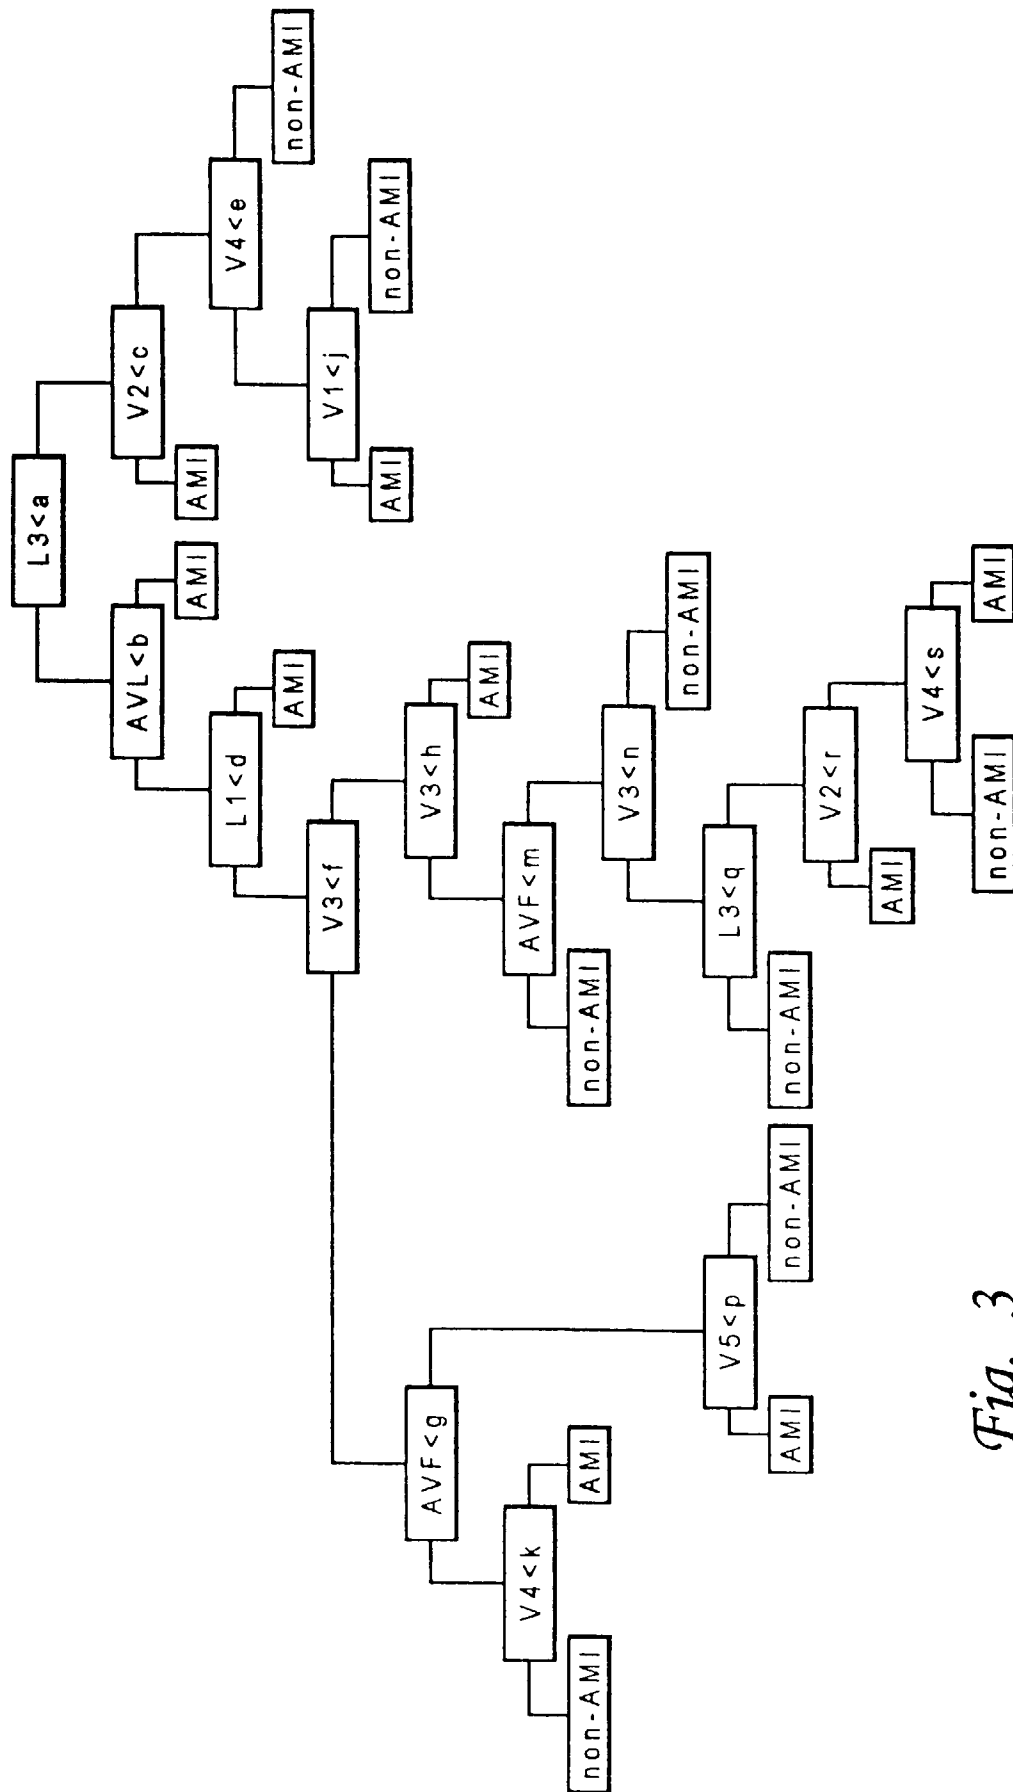 L3<a
AVL<b
V2<c
AMI
AMI
L1<d
V4<e
AMI
non-AMI
V3<f
V1<j
AMI
non-AMI
AVF<g
V3<h
AMI
V4<k
AVF<m
non-AMI
AMI
non-AMI
V3<n
non-AMI
V5<p
L3<q
AMI
non-AMI
non-AMI
V2<r
AMI
V4<s
non-AMI
AMI
Fig. 3